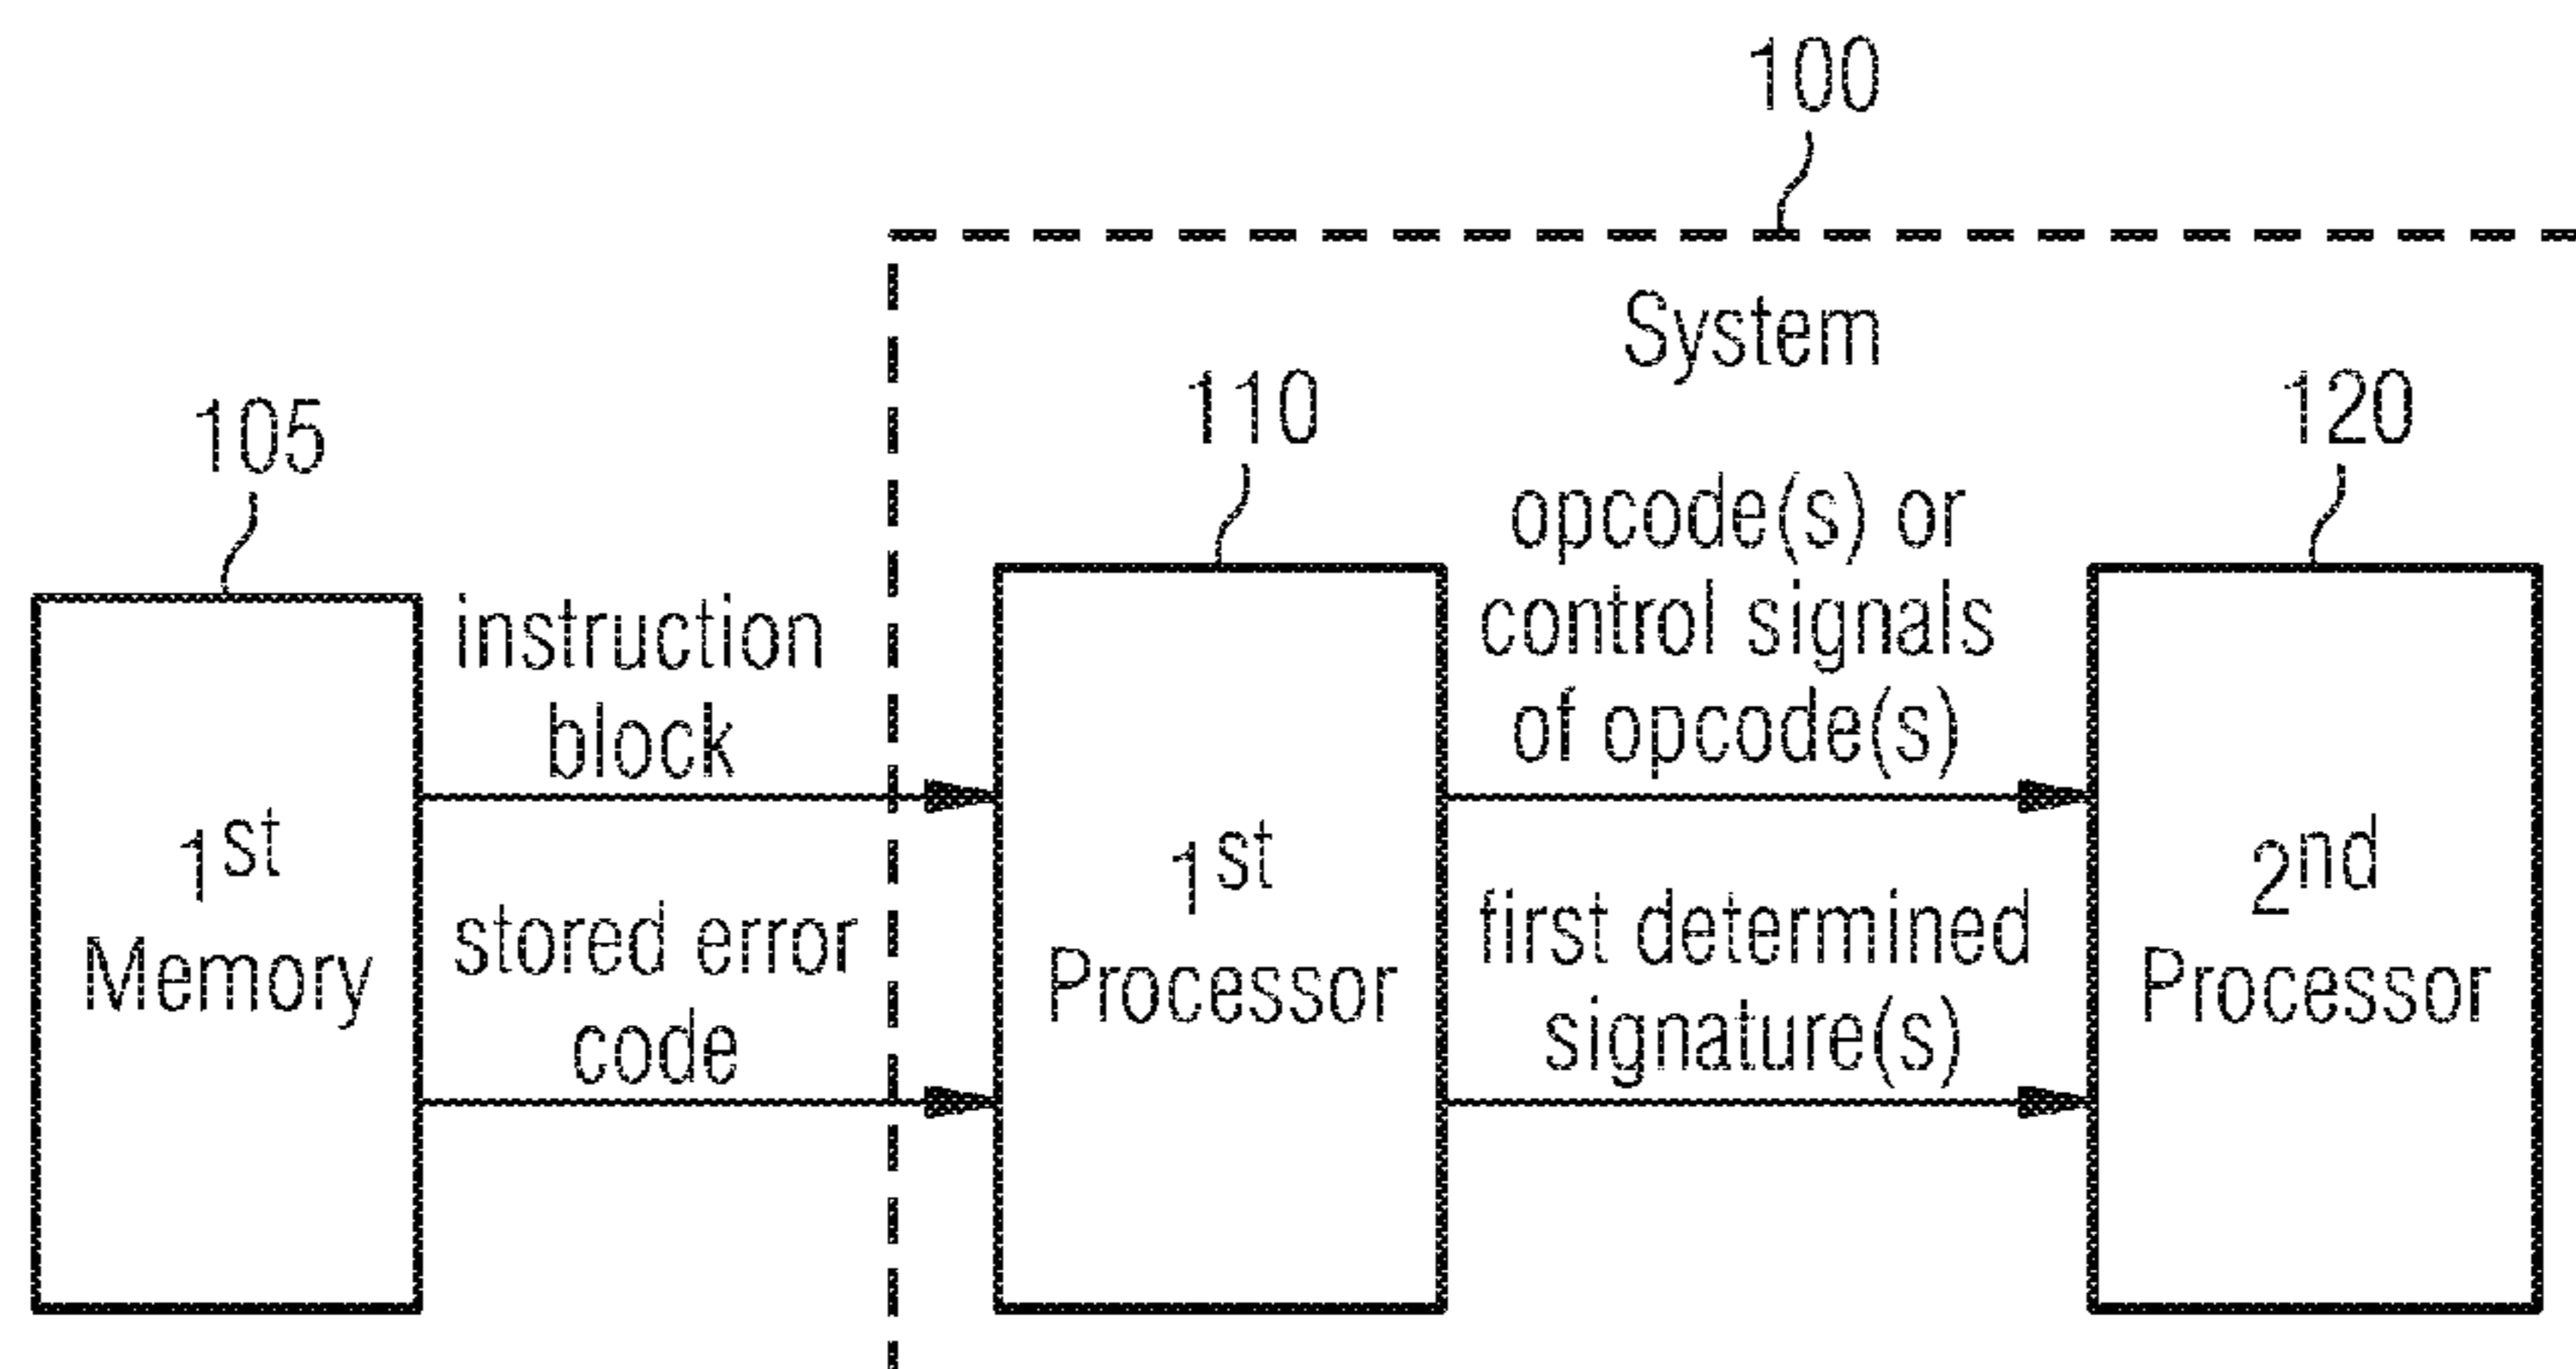 100
System
105
110
120
instruction
block
stored error
code
1st
Memory
1st
Processor
opcode(s) or
control signals
of opcode(s)
first determined
signature(s)
2nd
Processor